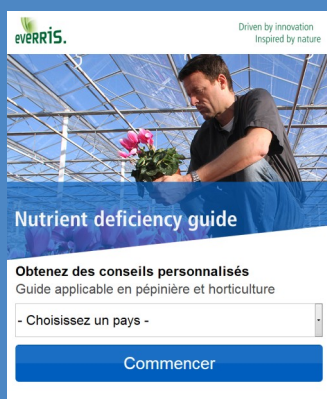 everris.
Driven by innovation
Inspired by nature
Nutrient deficiency guide
Obtenez des conseils personnalisés
Guide applicable en pépinière et horticulture
- Choisissez un pays -
Commencer